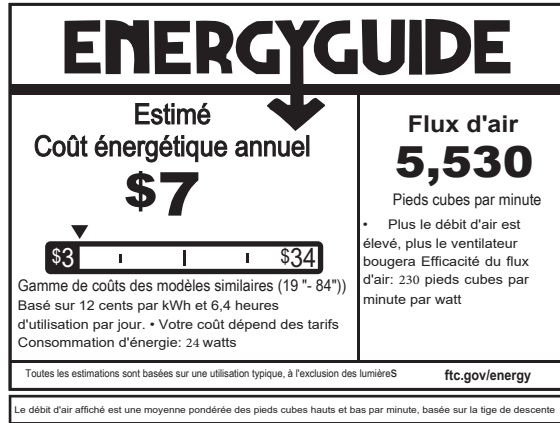 ENERGYGUIDE
Estimé
Coût énergétique annuel
$7
$3
$34
Gamme de coûts des modèles similaires (19 "- 84"))
Basé sur 12 cents par kWh et 6,4 heures
d'utilisation par jour. • Votre coût dépend des tarifs
Consommation d'énergie: 24 watts
Flux d'air
5,530
Pieds cubes par minute
• Plus le débit d'air est
élevé, plus le ventilateur
bougera Efficacité du flux
d'air: 230 pieds cubes par
minute par watt
Toutes les estimations sont basées sur une utilisation typique, à l'exclusion des lumièreS
ftc.gov/energy
Le débit d'air affiché est une moyenne pondérée des pieds cubes hauts et bas par minute, basée sur la tige de descente